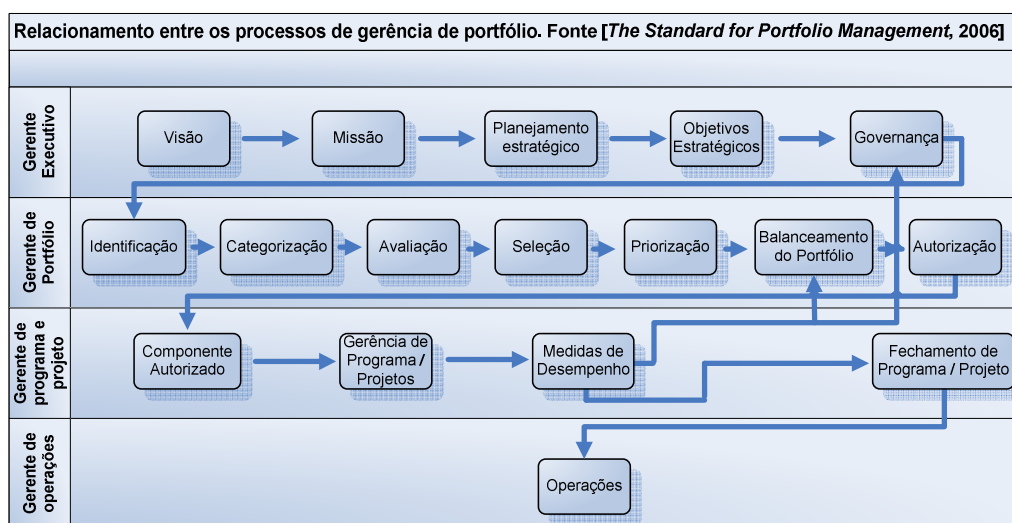 Relacionamento entre os processos de gerência de portfólio. Fonte [The Standard for Portfolio Management, 2006]
Gerente
Executivo
Visão
Missão
Planejamento
estratégico
Objetivos
Estratégicos
Governança
Gerente de
Portfólio
Identificação
Categorização
Avaliação
Seleção
Priorização
Balanceamento
do Portfólio
Autorização
Gerente de
programa e
projeto
Componente
Autorizado
Gerência de
Programa /
Projetos
Medidas de
Desempenho
Fechamento de
Programa / Projeto
Gerente de
operações
Operações